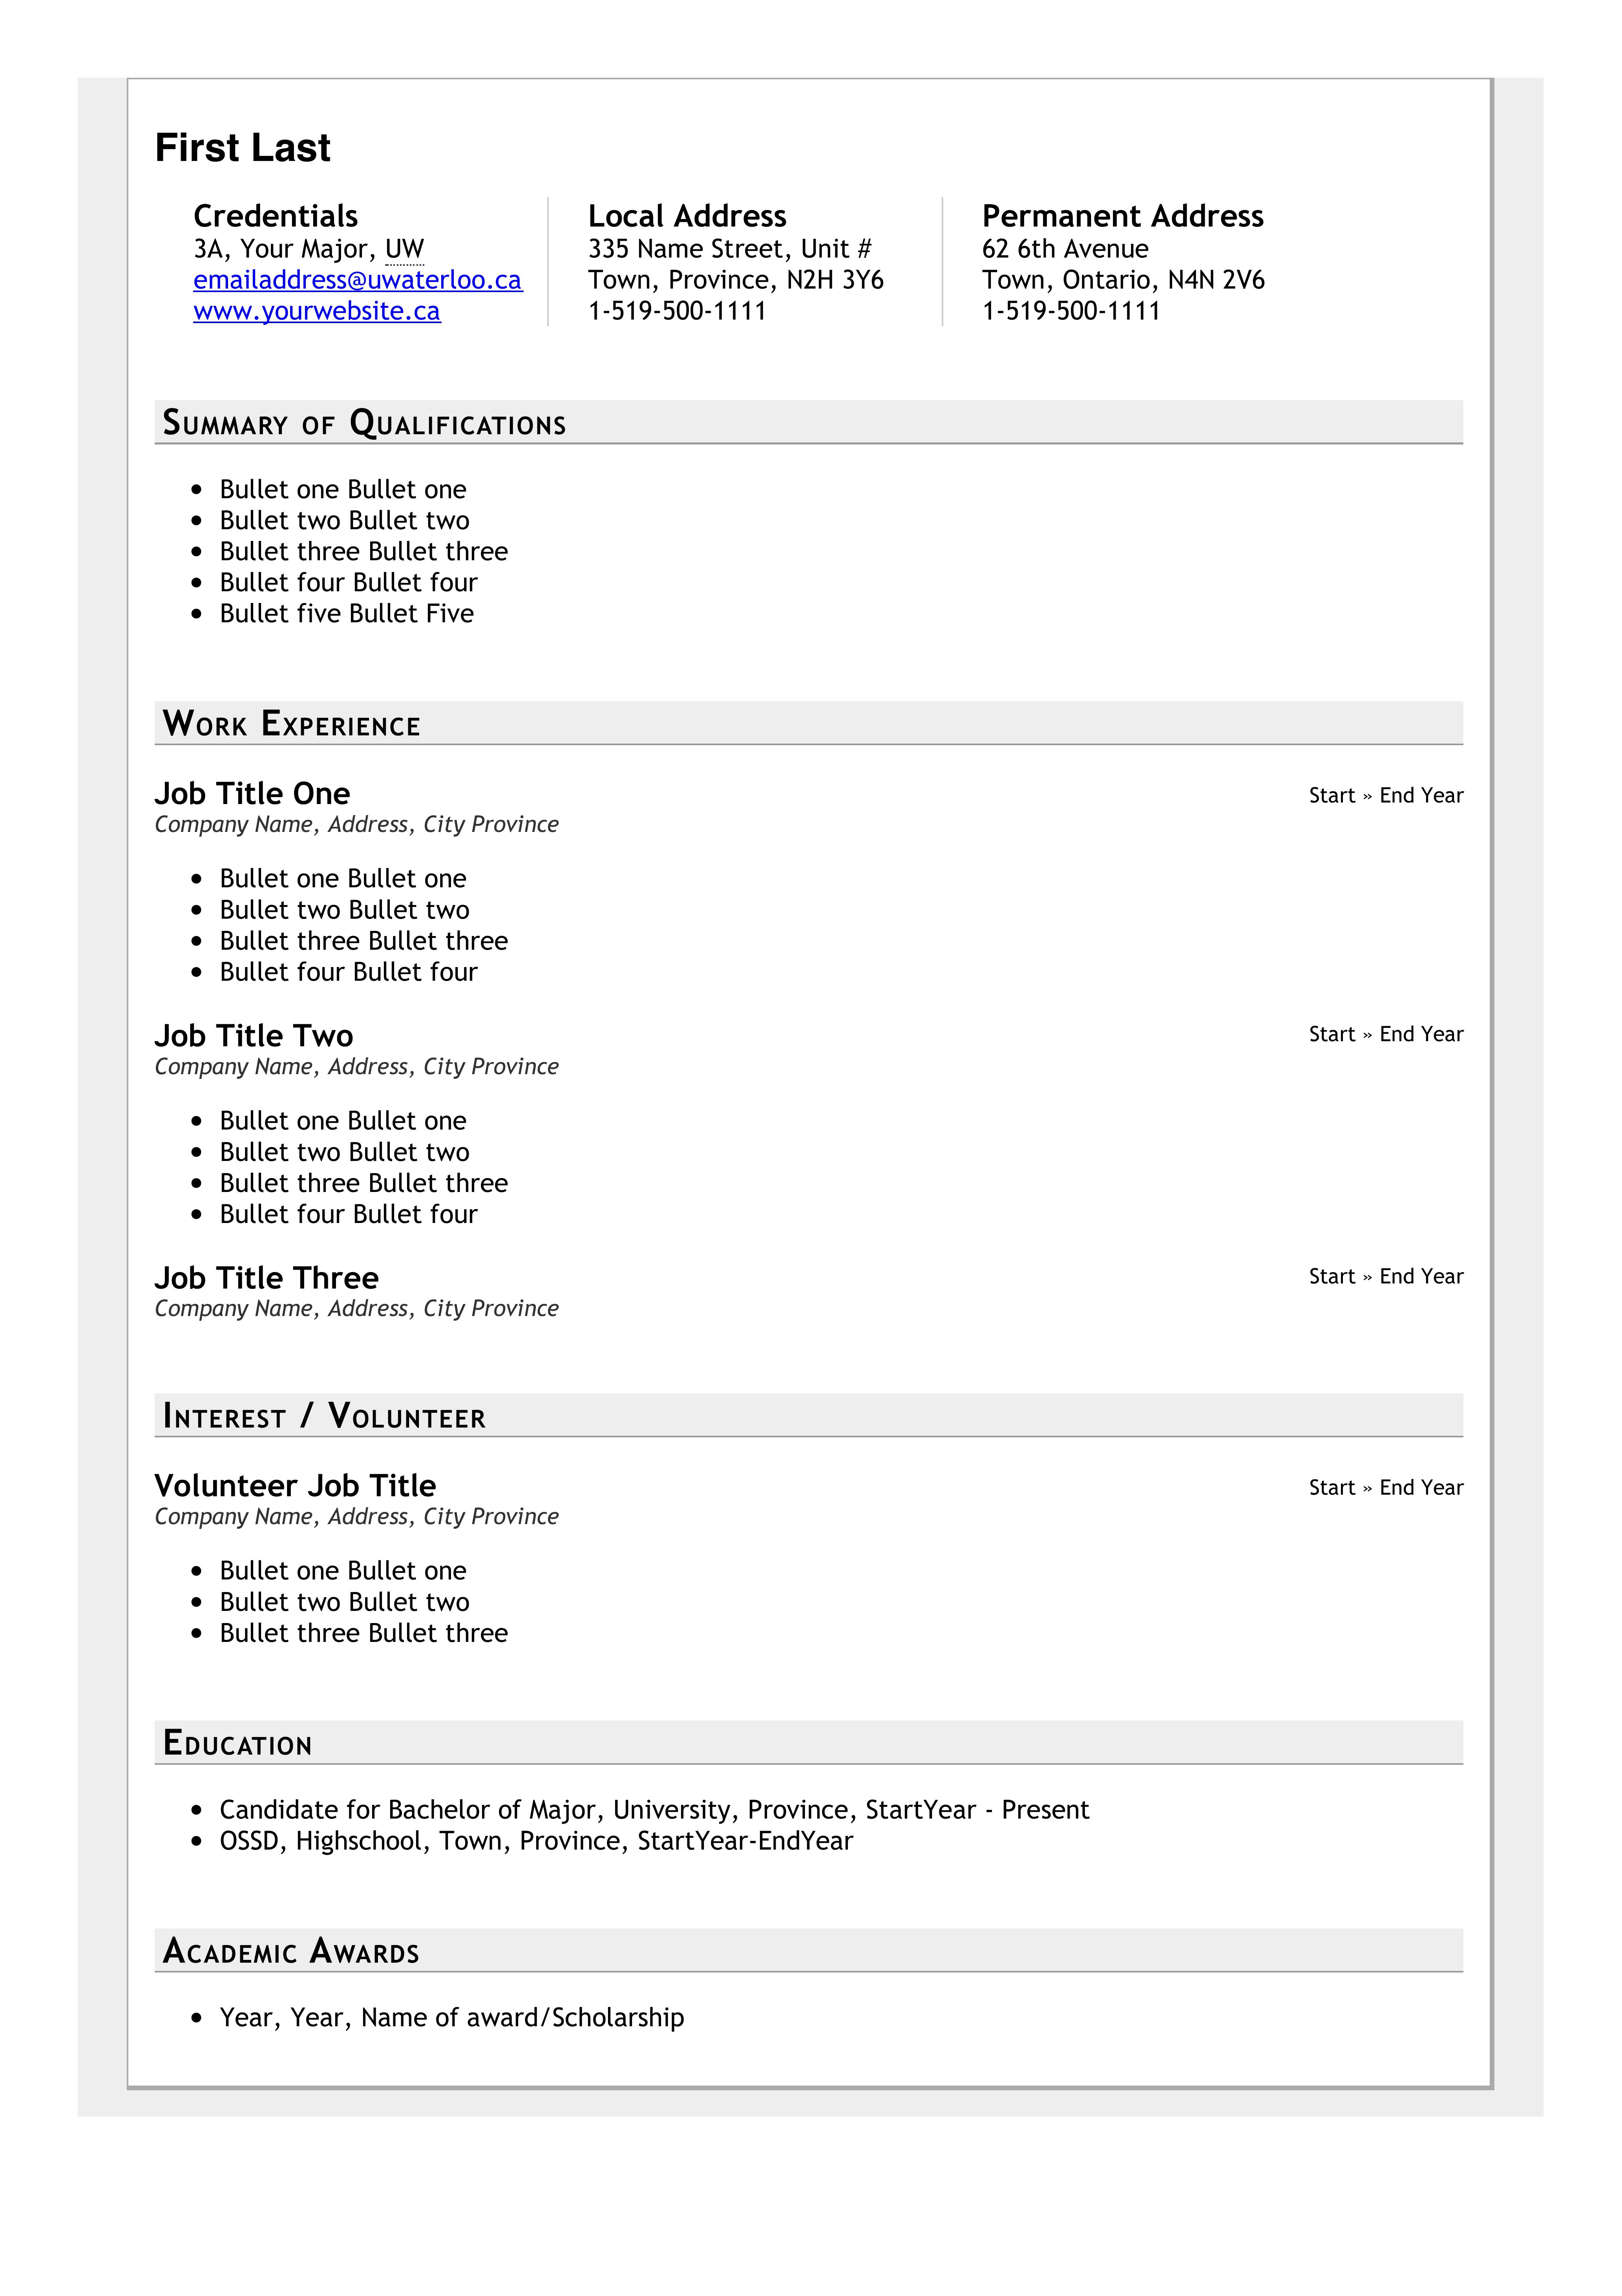 First Last
Credentials
3A, Your Major, UW
emailaddress@uwaterloo.ca
www.yourwebsite.ca
Local Address
335 Name Street, Unit #
Town, Province, N2H 3Y6
1-519-500-1111
Permanent Address
62 6th Avenue
Town, Ontario, N4N 2V6
1-519-500-1111
Summary of Qualifications
• Bullet one Bullet one
• Bullet two Bullet two
• Bullet three Bullet three
• Bullet four Bullet four
• Bullet five Bullet Five
Work Experience
Job Title One Start » End Year
Company Name, Address, City Province
• Bullet one Bullet one
• Bullet two Bullet two
• Bullet three Bullet three
• Bullet four Bullet four
Job Title Two Start » End Year
Company Name, Address, City Province
• Bullet one Bullet one
• Bullet two Bullet two
• Bullet three Bullet three
• Bullet four Bullet four
Job Title Three Start » End Year
Company Name, Address, City Province
Interest / Volunteer
Volunteer Job Title Start » End Year
Company Name, Address, City Province
• Bullet one Bullet one
• Bullet two Bullet two
• Bullet three Bullet three
Education
• Candidate for Bachelor of Major, University, Province, StartYear - Present
• OSSD, Highschool, Town, Province, StartYear-EndYear
Academic Awards
• Year, Year, Name of award/Scholarship